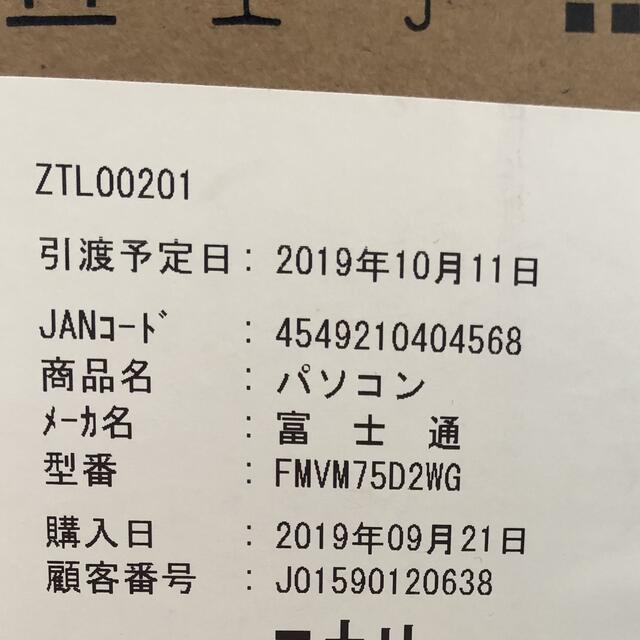 ZTL00201
引渡予定日: 2019年10月11日
JANｺｰﾄﾞ : 4549210404568
商品名 : パソコン
ﾒｰｶ名 : 富 士 通
型番 : FMVM75D2WG
購入日 : 2019年09月21日
顧客番号 : J01590120638